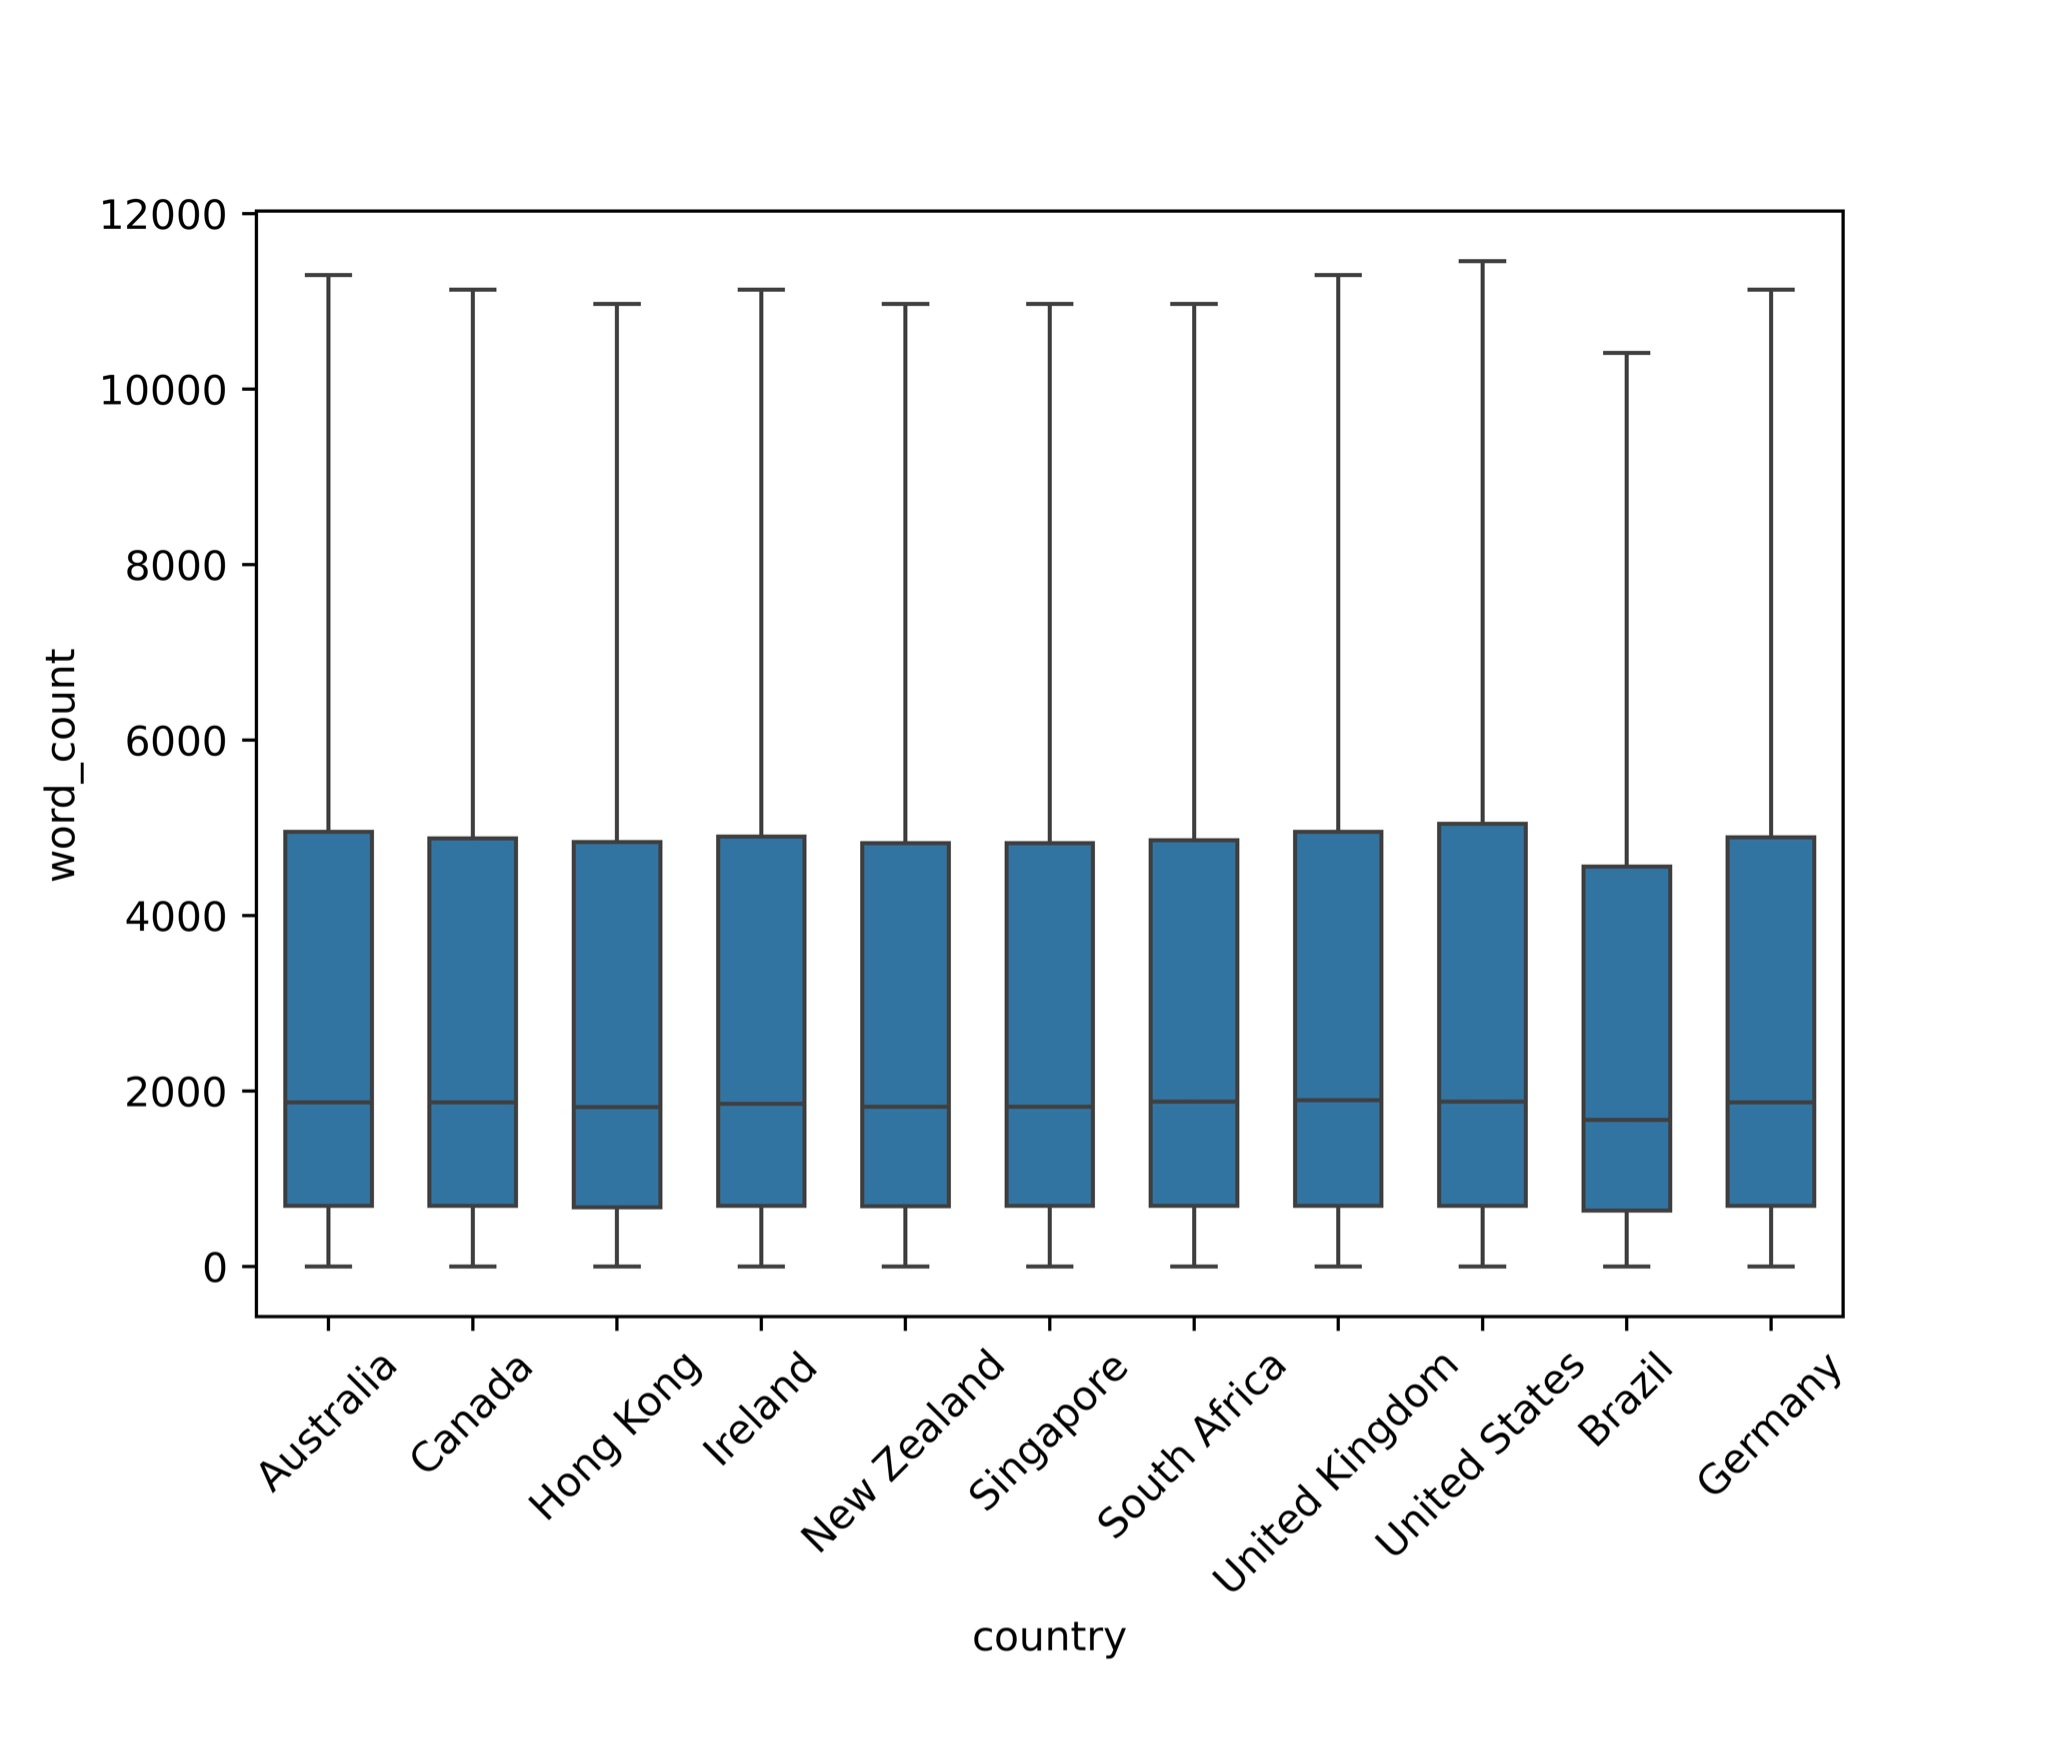 12000
10000
8000
6000
4000
2000
0
word_count
Australia
Canada
Hong Kong
Ireland
New Zealand
Singapore
South Africa
United Kingdom
United States
Brazil
Germany
country